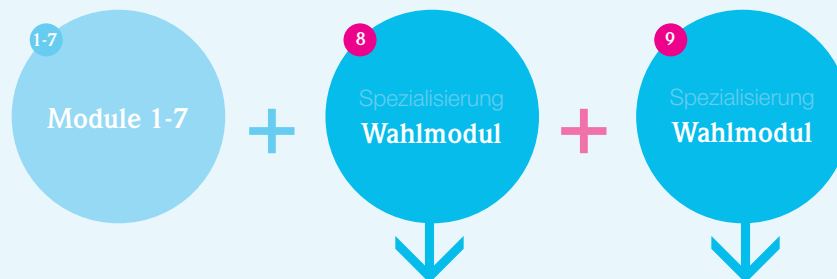 1-7
Module 1-7
+
8
Spezialisierung
Wahlmodul
+
9
Spezialisierung
Wahlmodul